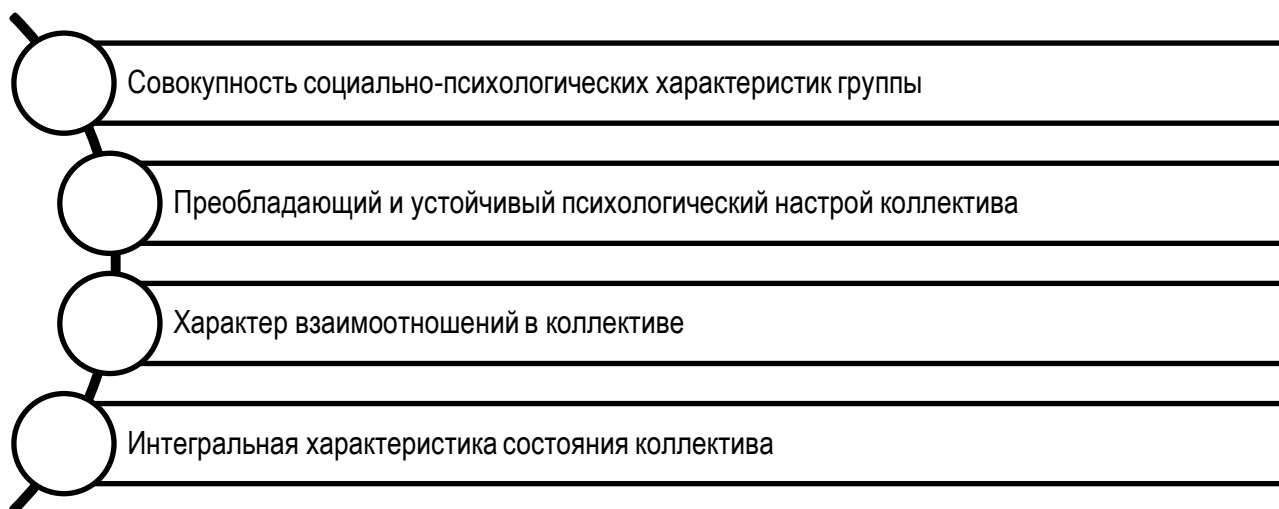 Совокупность социально-психологических характеристик группы
Преобладающий и устойчивый психологический настрой коллектива
Характер взаимоотношений в коллективе
Интегральная характеристика состояния коллектива